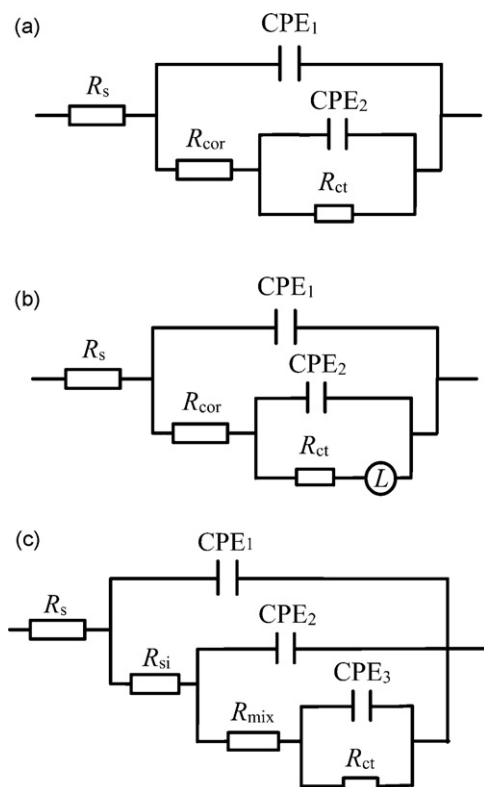 (a)
CPE1
Rs
CPE2
Rcor
Rct
(b)
CPE1
Rs
CPE2
Rcor
Rct
L
(c)
CPE1
Rs
CPE2
Rsi
CPE3
Rmix
Rct